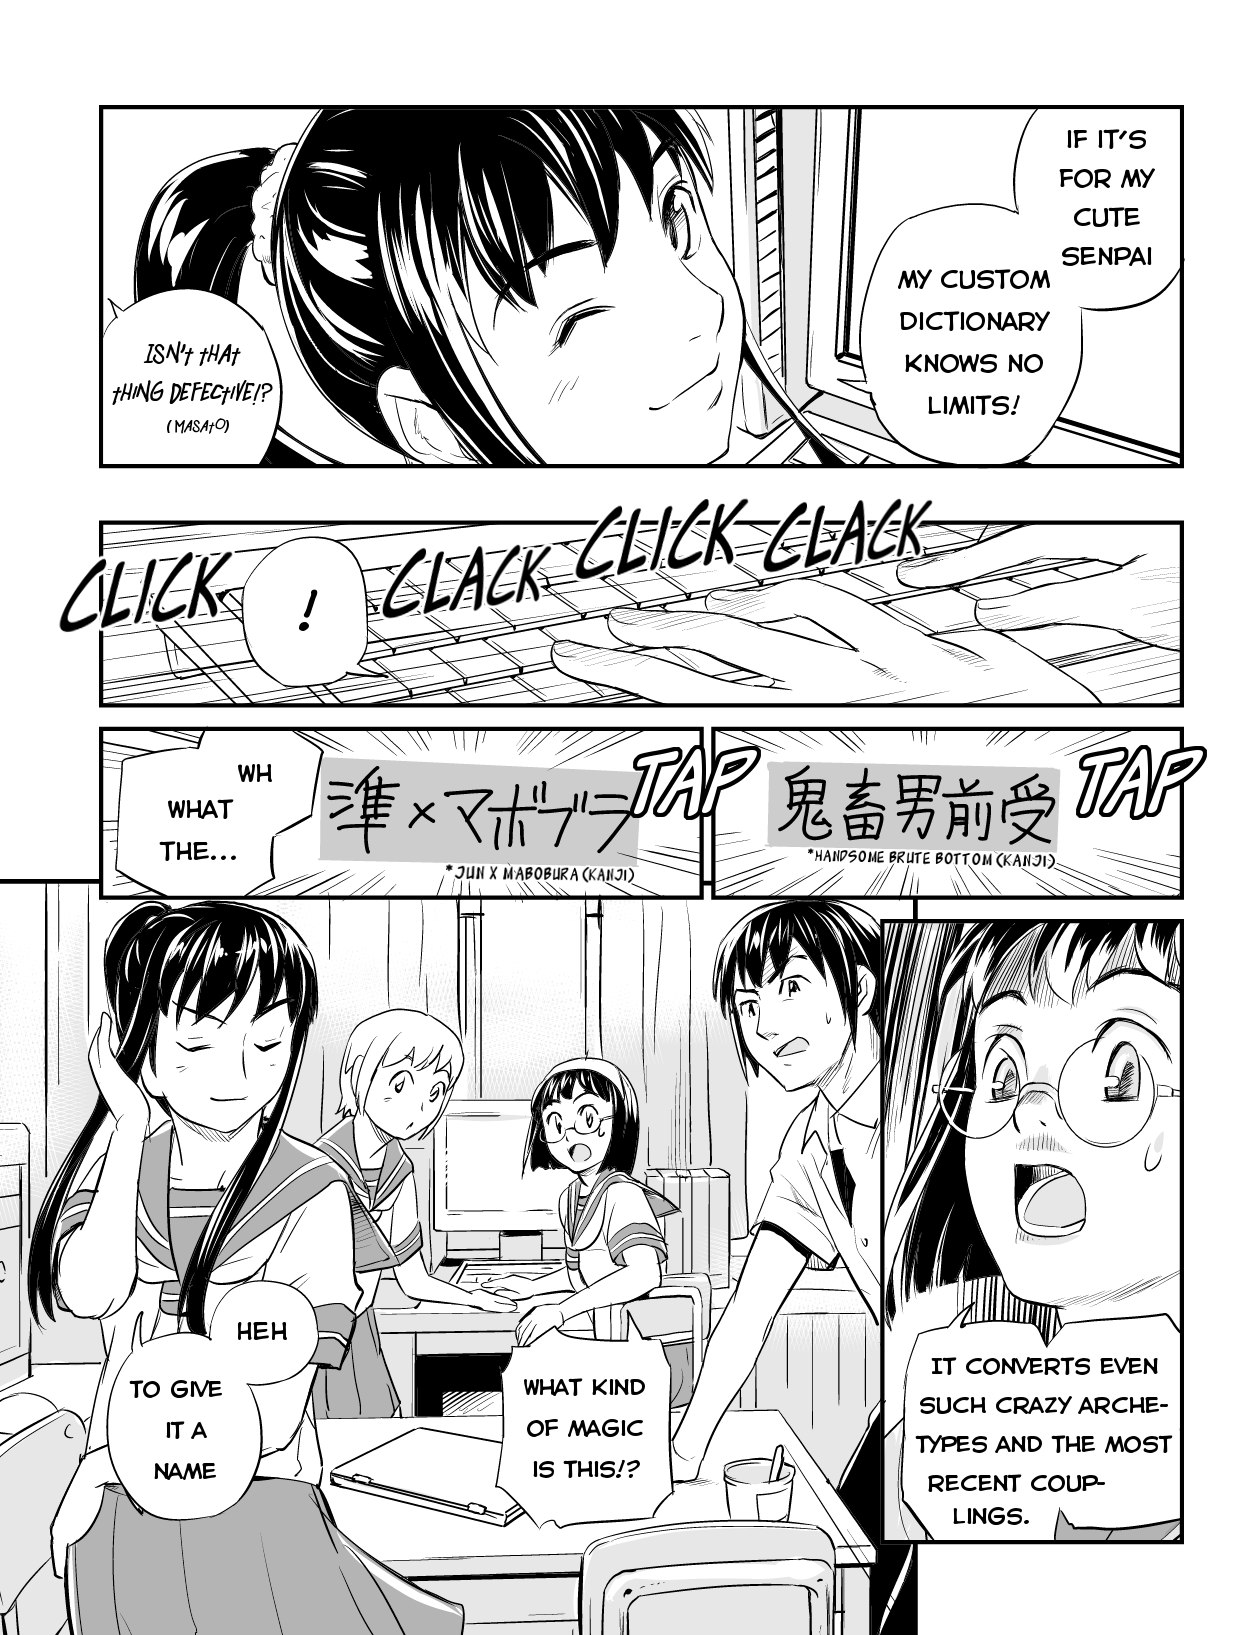 IF IT'S
FOR MY
CUTE
SENPAI
MY CUSTOM
DICTIONARY
KNOWS NO
LIMITS!
ISN'T THAT
THING DEFECTIVE!?
(MASATO)
CLICK
CLACK
CLICK
CLACK
!
TAP
鬼畜男前受
*HANDSOME BRUTE BOTTOM (KANJI)
TAP
準×マボブラ
*JUN X MABOBURA (KANJI)
WH
WHAT
THE...
IT CONVERTS EVEN
SUCH CRAZY ARCHE-
TYPES AND THE MOST
RECENT COUP-
LINGS.
WHAT KIND
OF MAGIC
IS THIS!?
HEH
TO GIVE
IT A
NAME